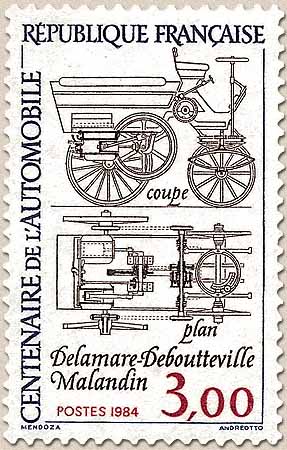 RÉPUBLIQUE FRANÇAISE
CENTENAIRE DE L'AUTOMOBILE
coupe
plan
Delamare-Deboutteville
Malandin
POSTES 1984
3,00
MENDOZA
ANDREOTTO